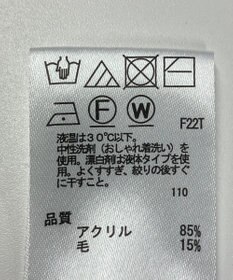 F W
F22T
液温は30℃以下。
中性洗剤(おしゃれ着洗い)を
使用。漂白剤は液体タイプを使
用。よくすすぎ、絞りの後すぐ
に干すこと。
110
品質
アクリル 85%
毛 15%